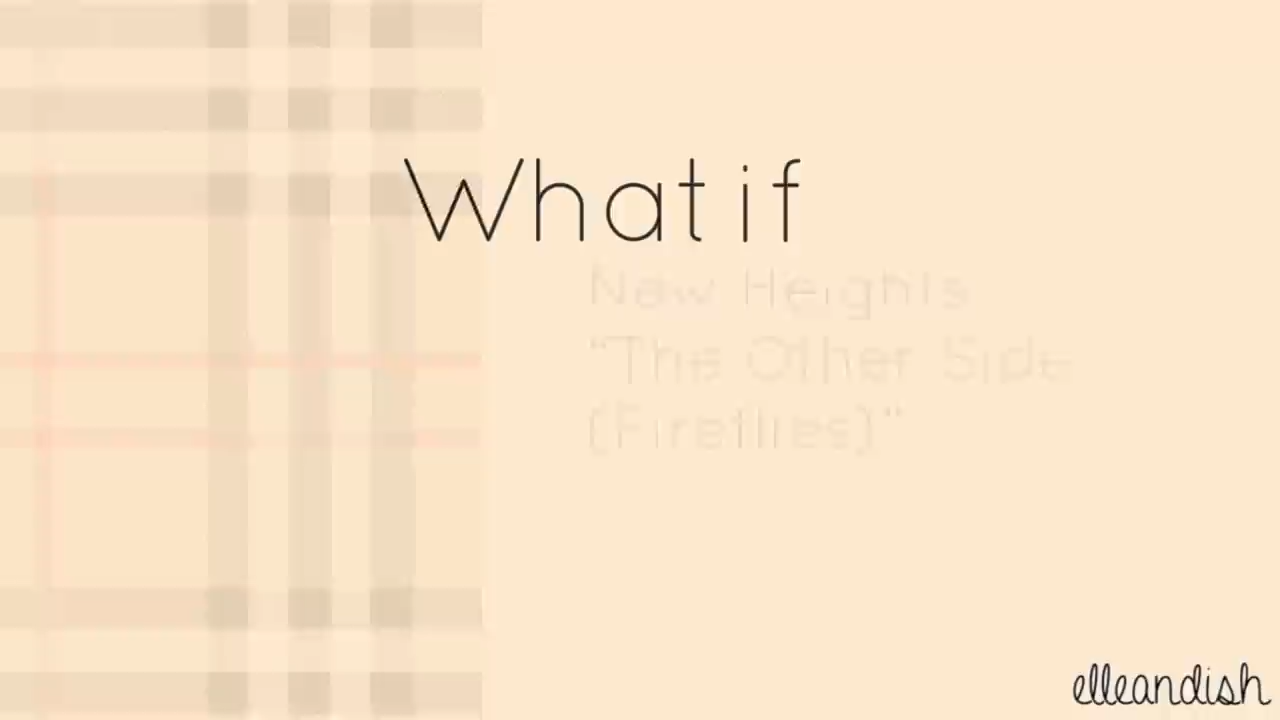 What if
New Heights
"The Other Side
(Fireflies)"
elleandish